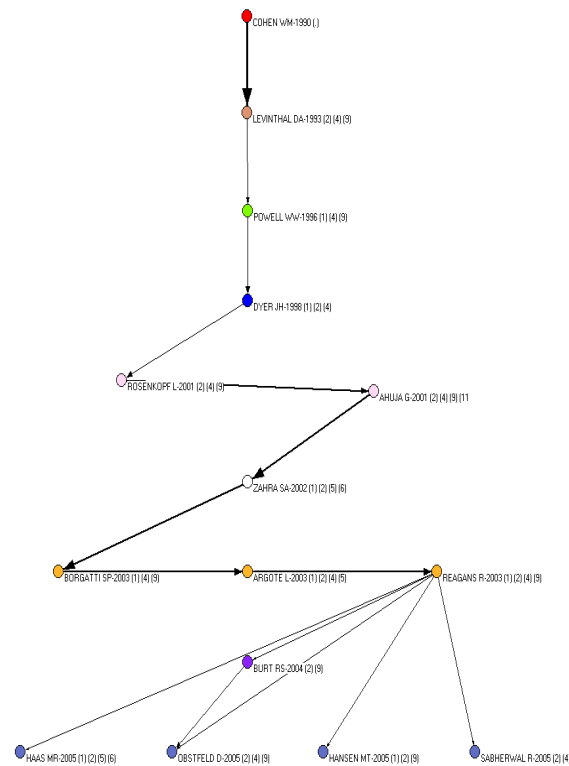 COHEN WM-1990 (.)
LEVINTHAL DA-1993 (2) (4) (9)
POWELL WW-1996 (1) (4) (9)
DYER JH-1998 (1) (2) (4)
ROSENKOPF L-2001 (2) (4) (9)
AHUJA G-2001 (2) (4) (9) (11
ZAHRA SA-2002 (1) (2) (5) (6)
BORGATTI SP-2003 (1) (4) (9)
ARGOTE L-2003 (1) (2) (4) (5)
REAGANS R-2003 (1) (2) (4) (9)
BURT RS-2004 (2) (9)
HAAS MR-2005 (1) (2) (5) (6)
OBSTFELD D-2005 (2) (4) (9)
HANSEN MT-2005 (1) (2) (9)
SABHERWAL R-2005 (2) (4